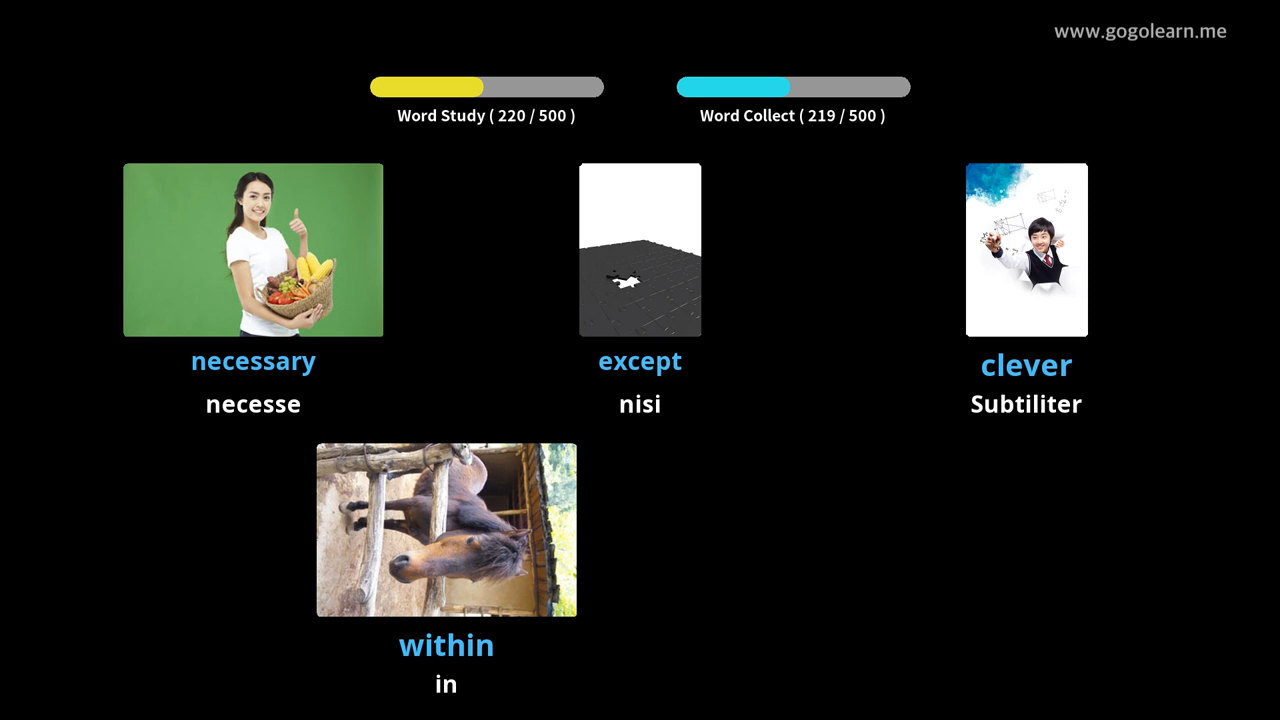 www.gogolearn.me
Word Study ( 220 / 500 )
Word Collect ( 219 / 500 )
necessary
necesse
except
nisi
clever
Subtiliter
within
in